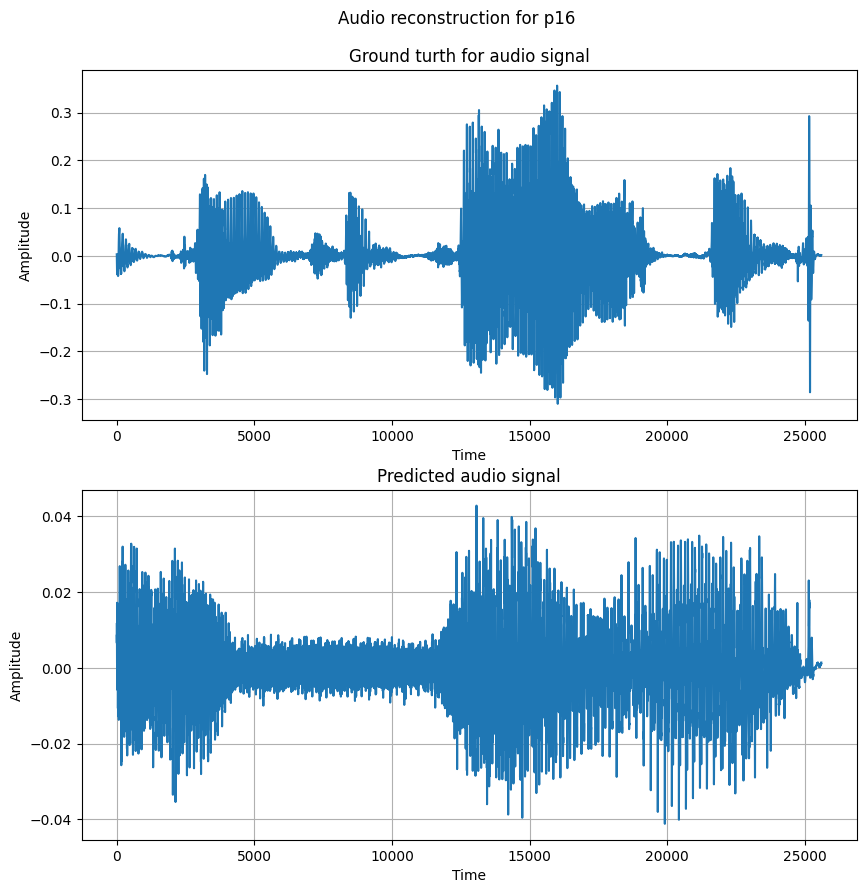 Audio reconstruction for p16
Ground turth for audio signal
0.3
0.2
0.1
0.0
−0.1
−0.2
−0.3
Amplitude
0 5000 10000 15000 20000 25000
Time
Predicted audio signal
0.04
0.02
0.00
−0.02
−0.04
Amplitude
0 5000 10000 15000 20000 25000
Time